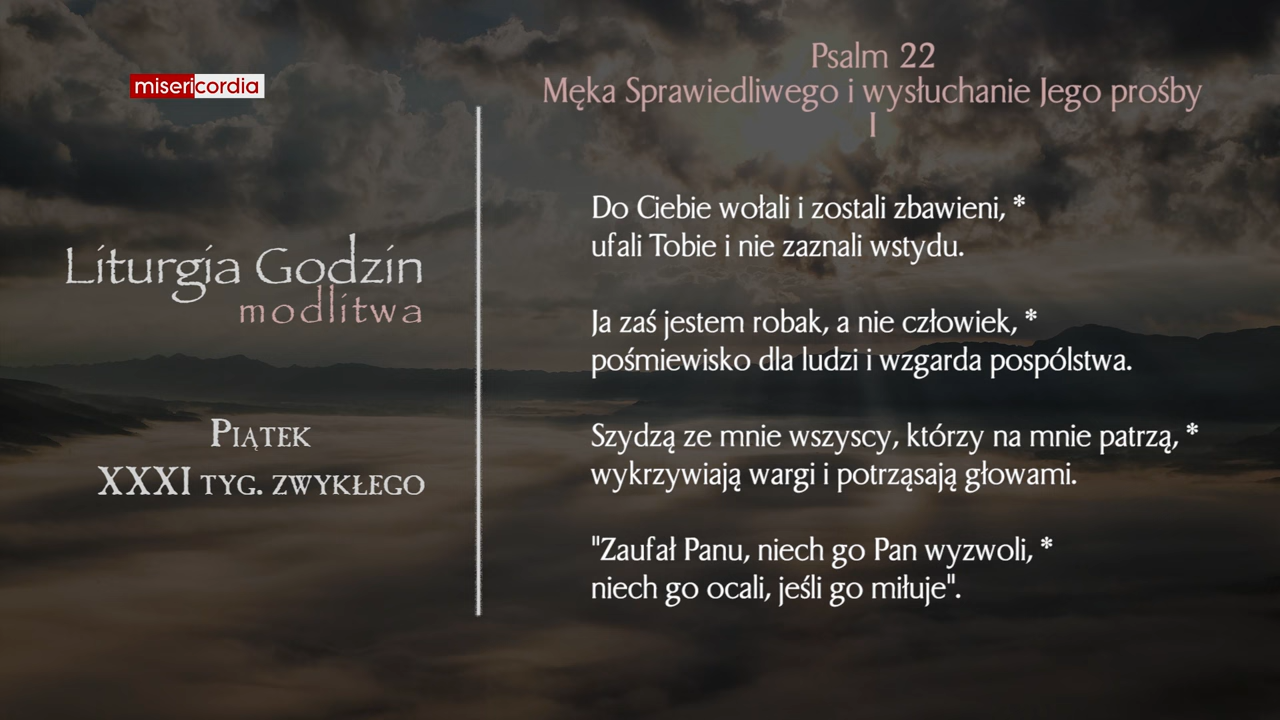 misericordia
Liturgia Godzin
modlitwa
Piątek
XXXI tyg. zwykłego
Psalm 22
Męka Sprawiedliwego i wysłuchanie Jego prośby
I
Do Ciebie wołali i zostali zbawieni, *
ufali Tobie i nie zaznali wstydu.
Ja zaś jestem robak, a nie człowiek, *
pośmiewisko dla ludzi i wzgarda pospólstwa.
Szydzą ze mnie wszyscy, którzy na mnie patrzą, *
wykrzywiają wargi i potrząsają głowami.
"Zaufał Panu, niech go Pan wyzwoli, *
niech go ocali, jeśli go miłuje".